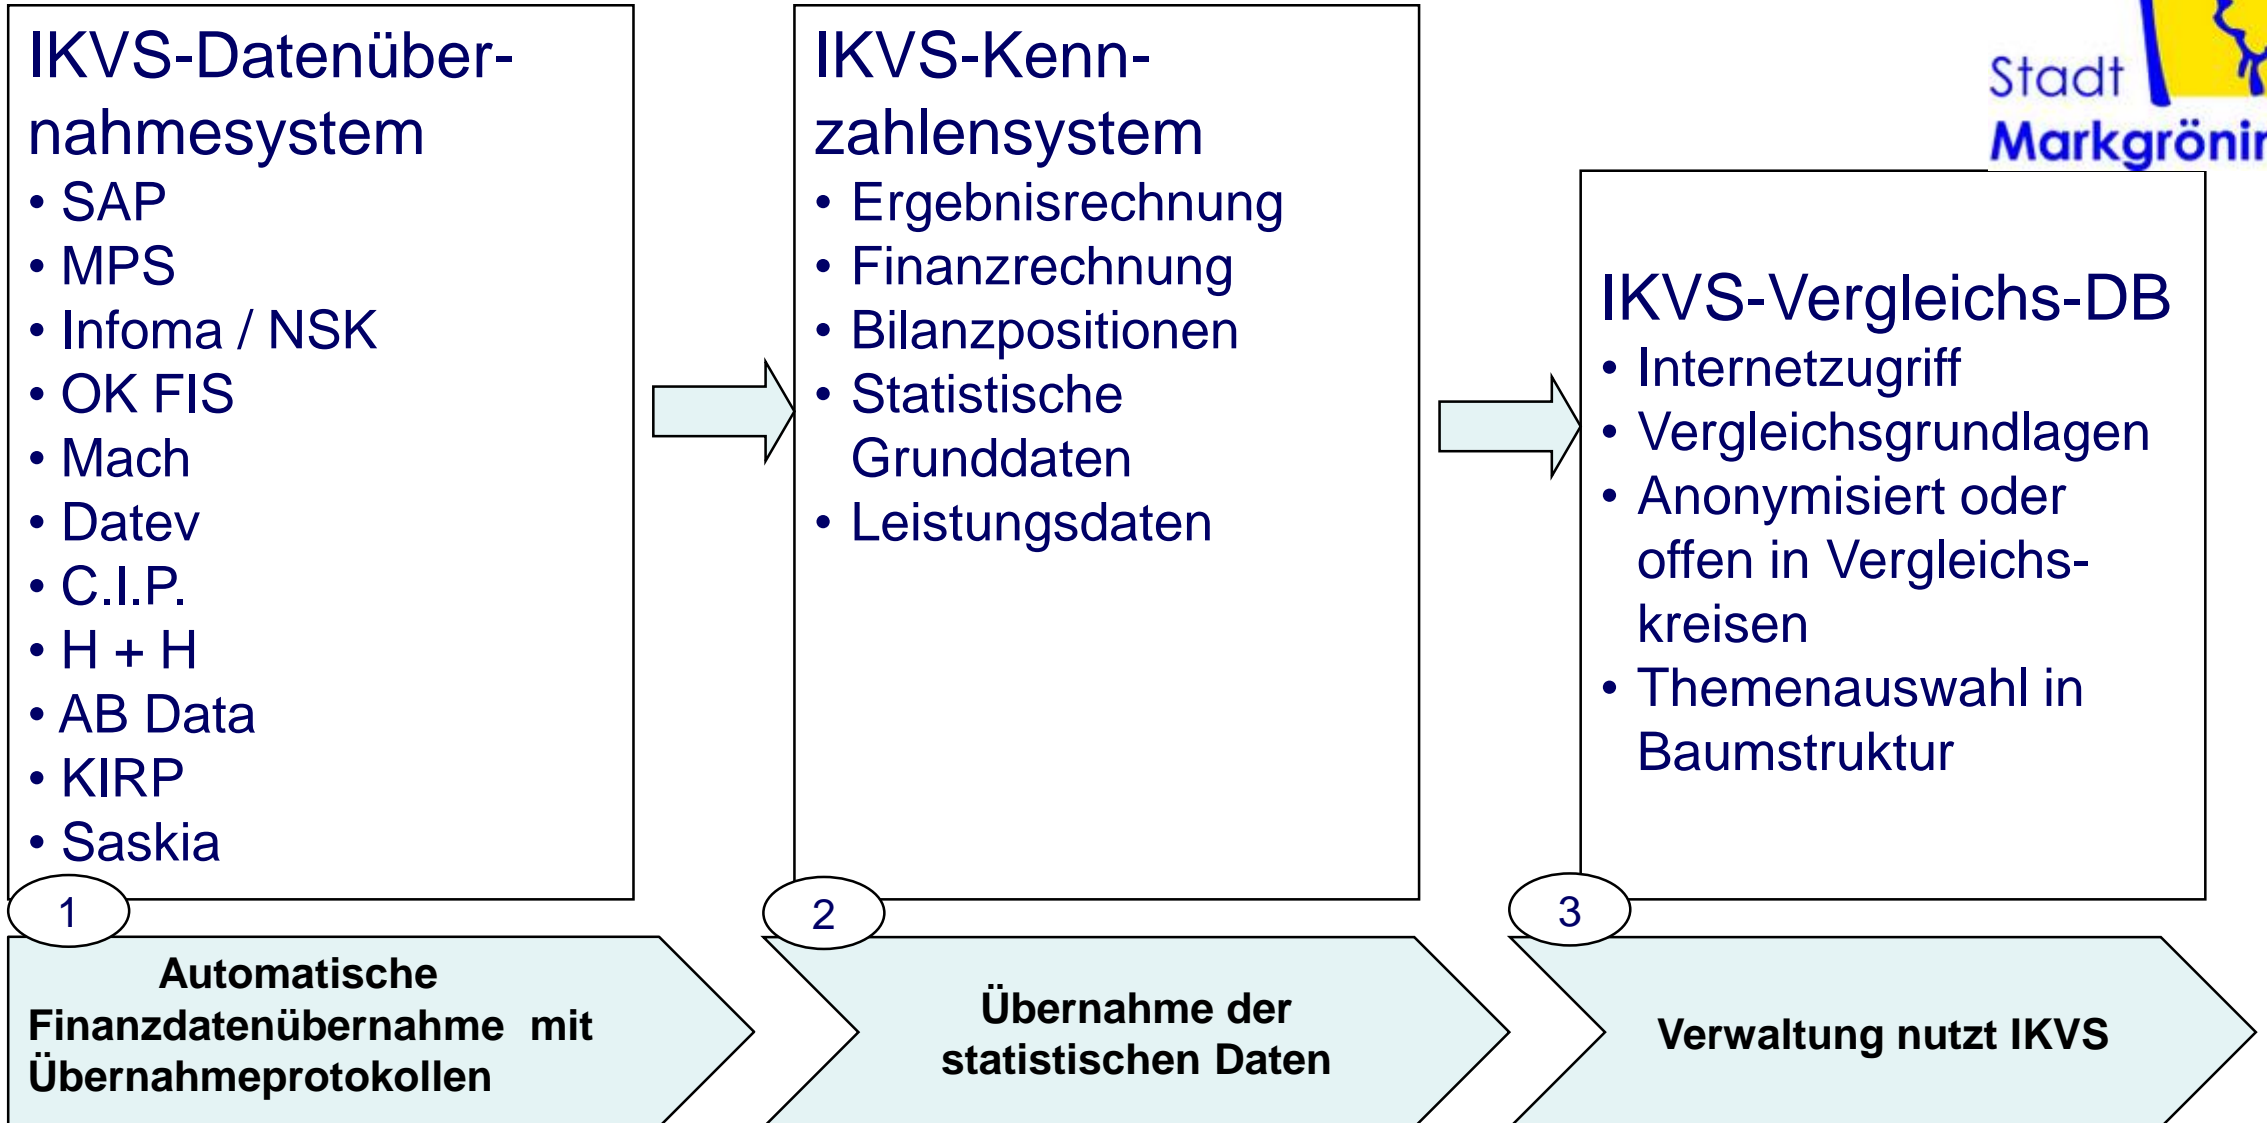 IKVS-Datenüber-
nahmesystem
• SAP
• MPS
• Infoma / NSK
• OK FIS
• Mach
• Datev
• C.I.P.
• H + H
• AB Data
• KIRP
• Saskia
1
Automatische
Finanzdatenübernahme mit
Übernahmeprotokollen
IKVS-Kenn-
zahlensystem
• Ergebnisrechnung
• Finanzrechnung
• Bilanzpositionen
• Statistische
Grunddaten
• Leistungsdaten
2
Übernahme der
statistischen Daten
Stadt
IKVS-Vergleichs-DB
• Internetzugriff
• Vergleichsgrundlagen
• Anonymisiert oder
offen in Vergleichs-
kreisen
• Themenauswahl in
Baumstruktur
3
Verwaltung nutzt IKVS